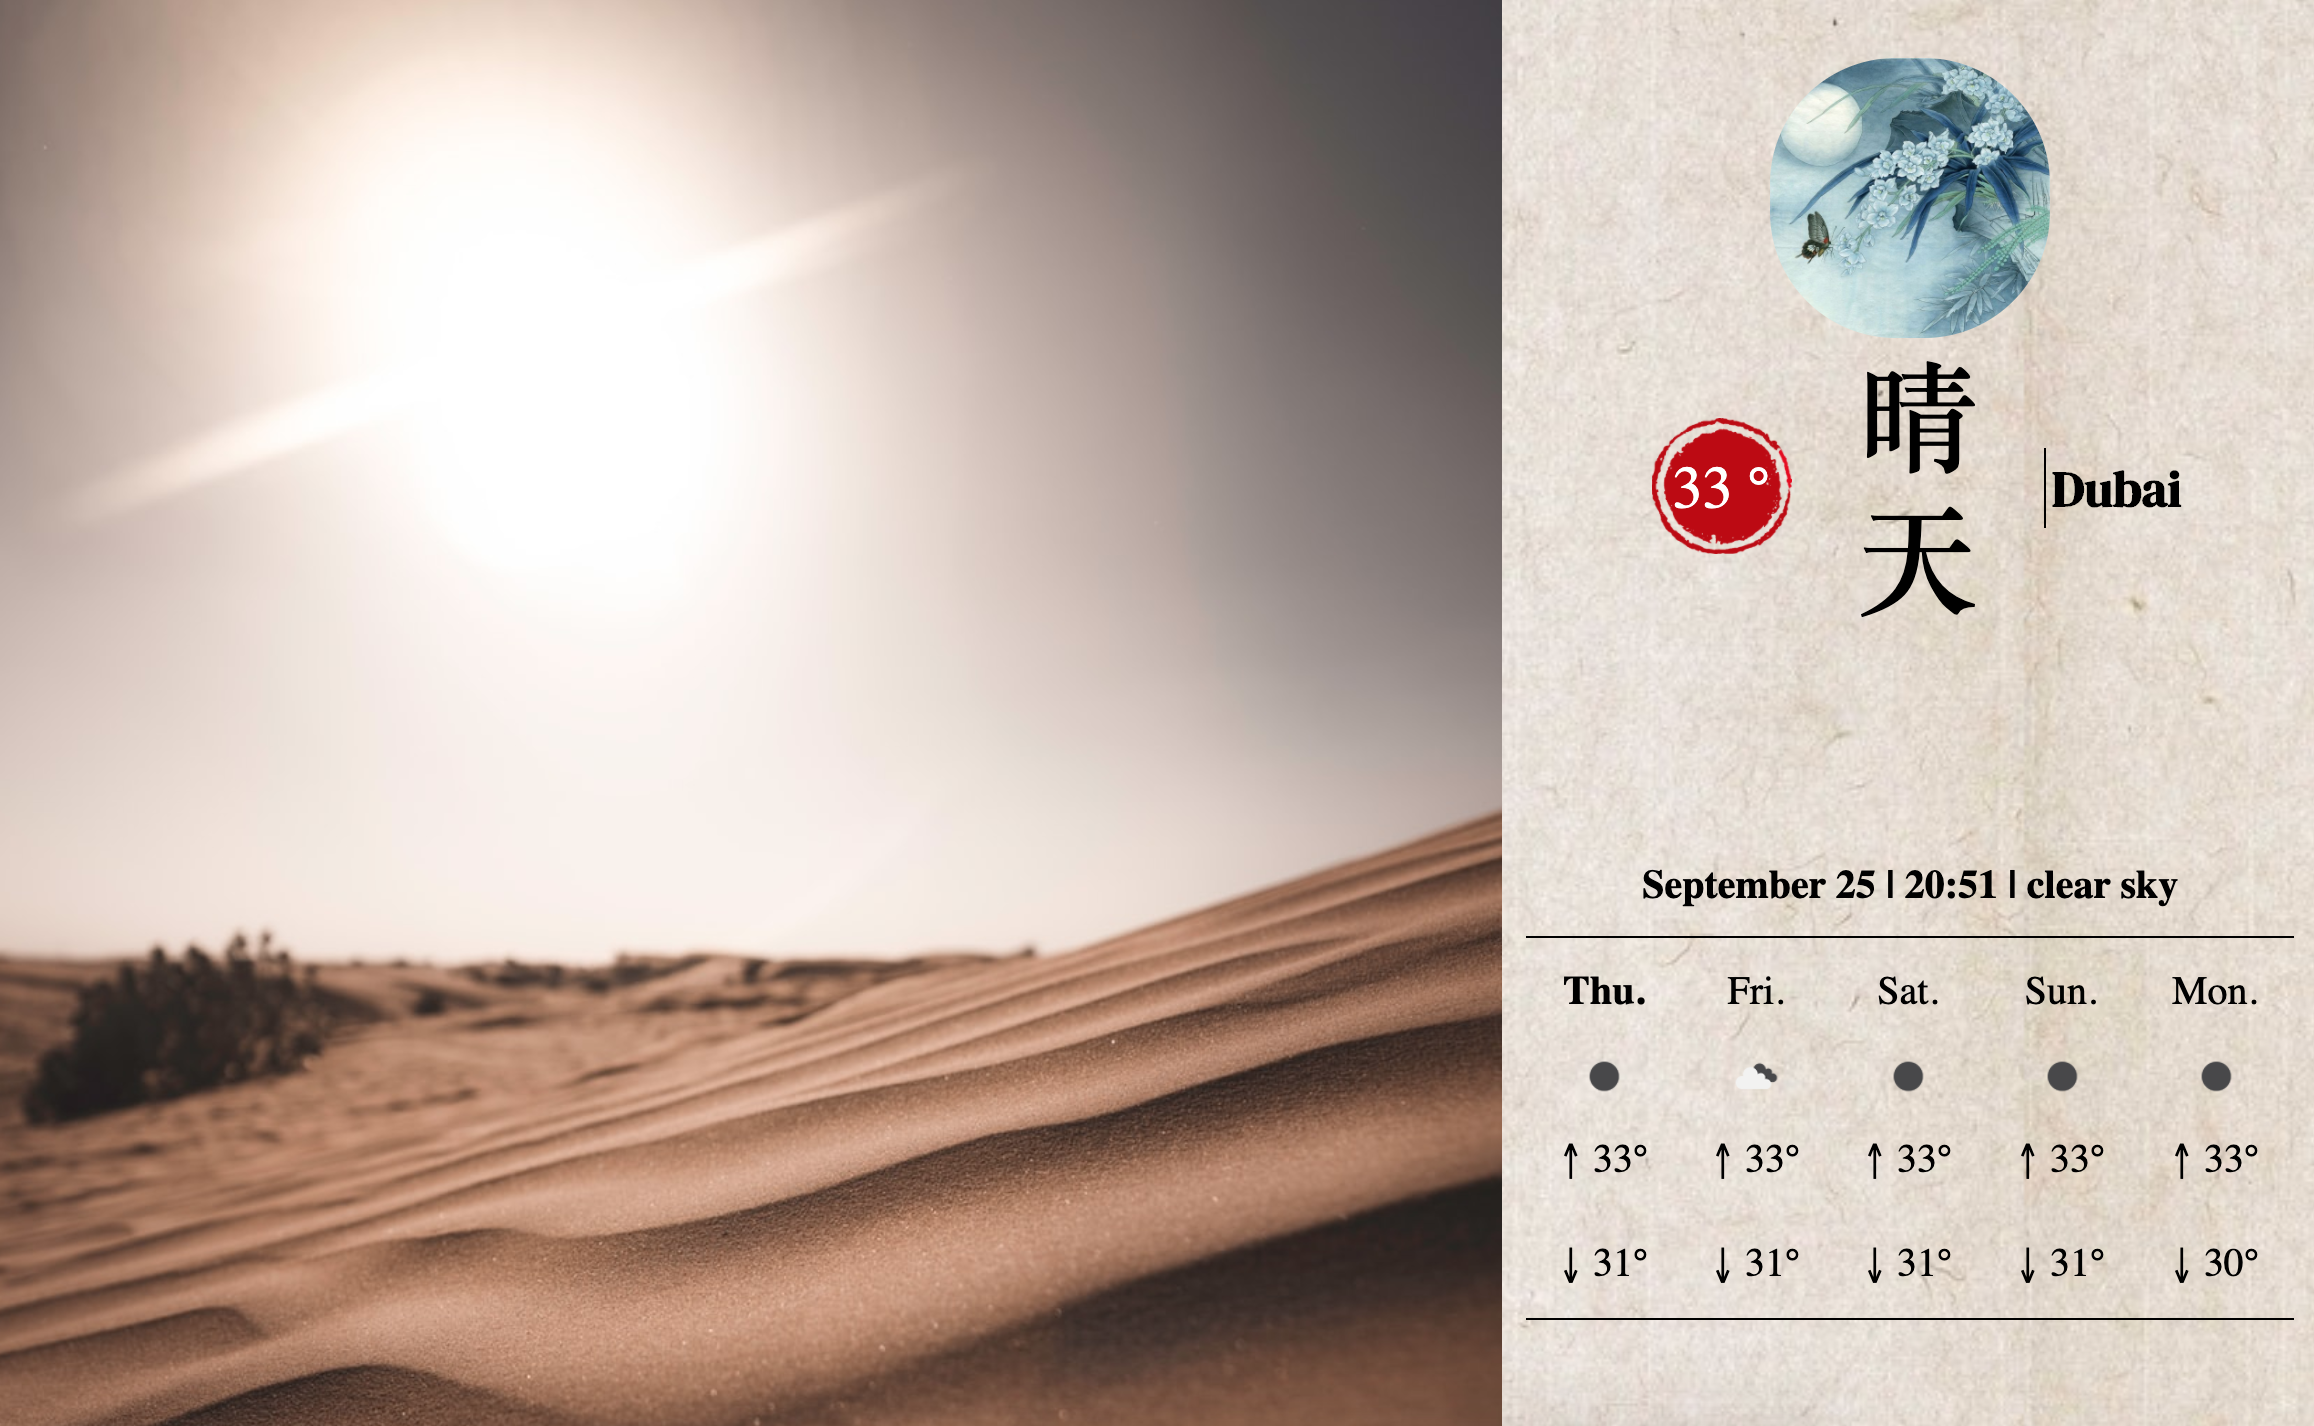 晴天
33 °
Dubai
September 25 | 20:51 | clear sky
Thu. Fri. Sat. Sun. Mon.
↑ 33° ↑ 33° ↑ 33° ↑ 33° ↑ 33°
↓ 31° ↓ 31° ↓ 31° ↓ 31° ↓ 30°